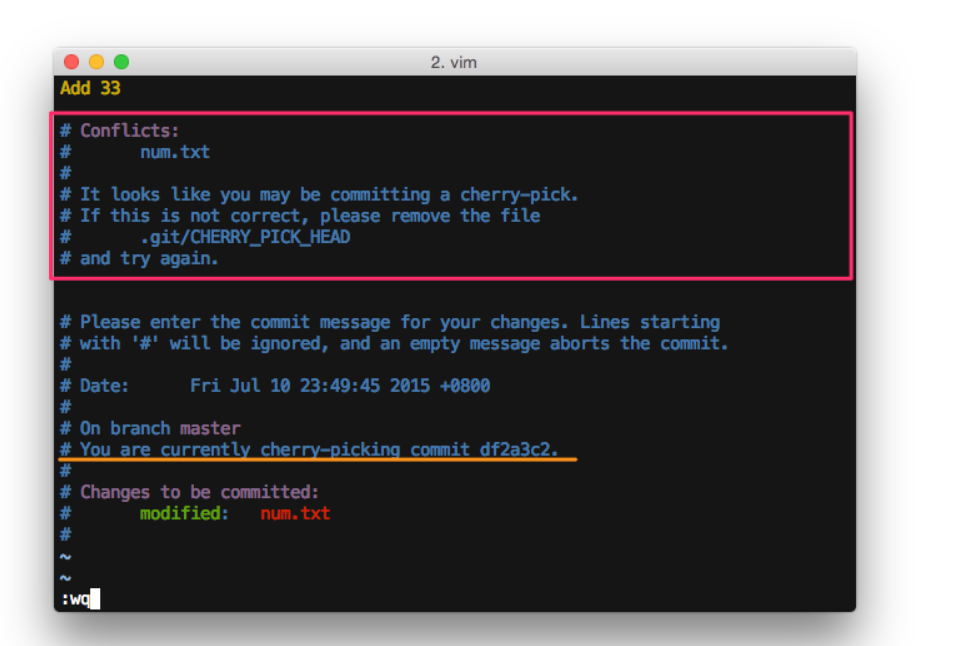 2. vim
Add 33
# Conflicts:
#       num.txt
#
# It looks like you may be committing a cherry-pick.
# If this is not correct, please remove the file
#       .git/CHERRY_PICK_HEAD
# and try again.
# Please enter the commit message for your changes. Lines starting
# with '#' will be ignored, and an empty message aborts the commit.
#
# Date:      Fri Jul 10 23:49:45 2015 +0800
#
# On branch master
# You are currently cherry-picking commit df2a3c2.
#
# Changes to be committed:
#       modified:   num.txt
#
~
~
:wq